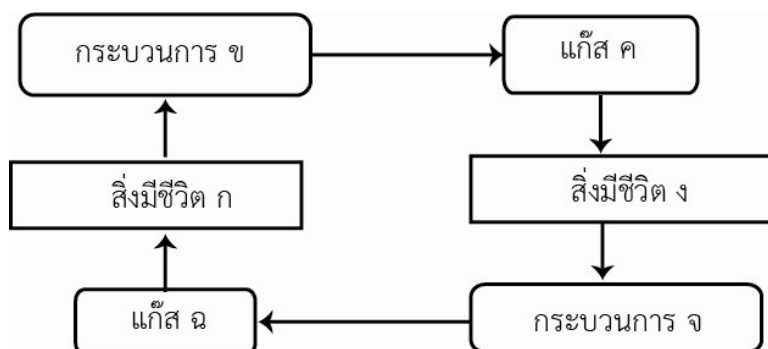 กระบวนการ ข
แก๊ส ค
สิ่งมีชีวิต ก
สิ่งมีชีวิต ง
แก๊ส ฉ
กระบวนการ จ